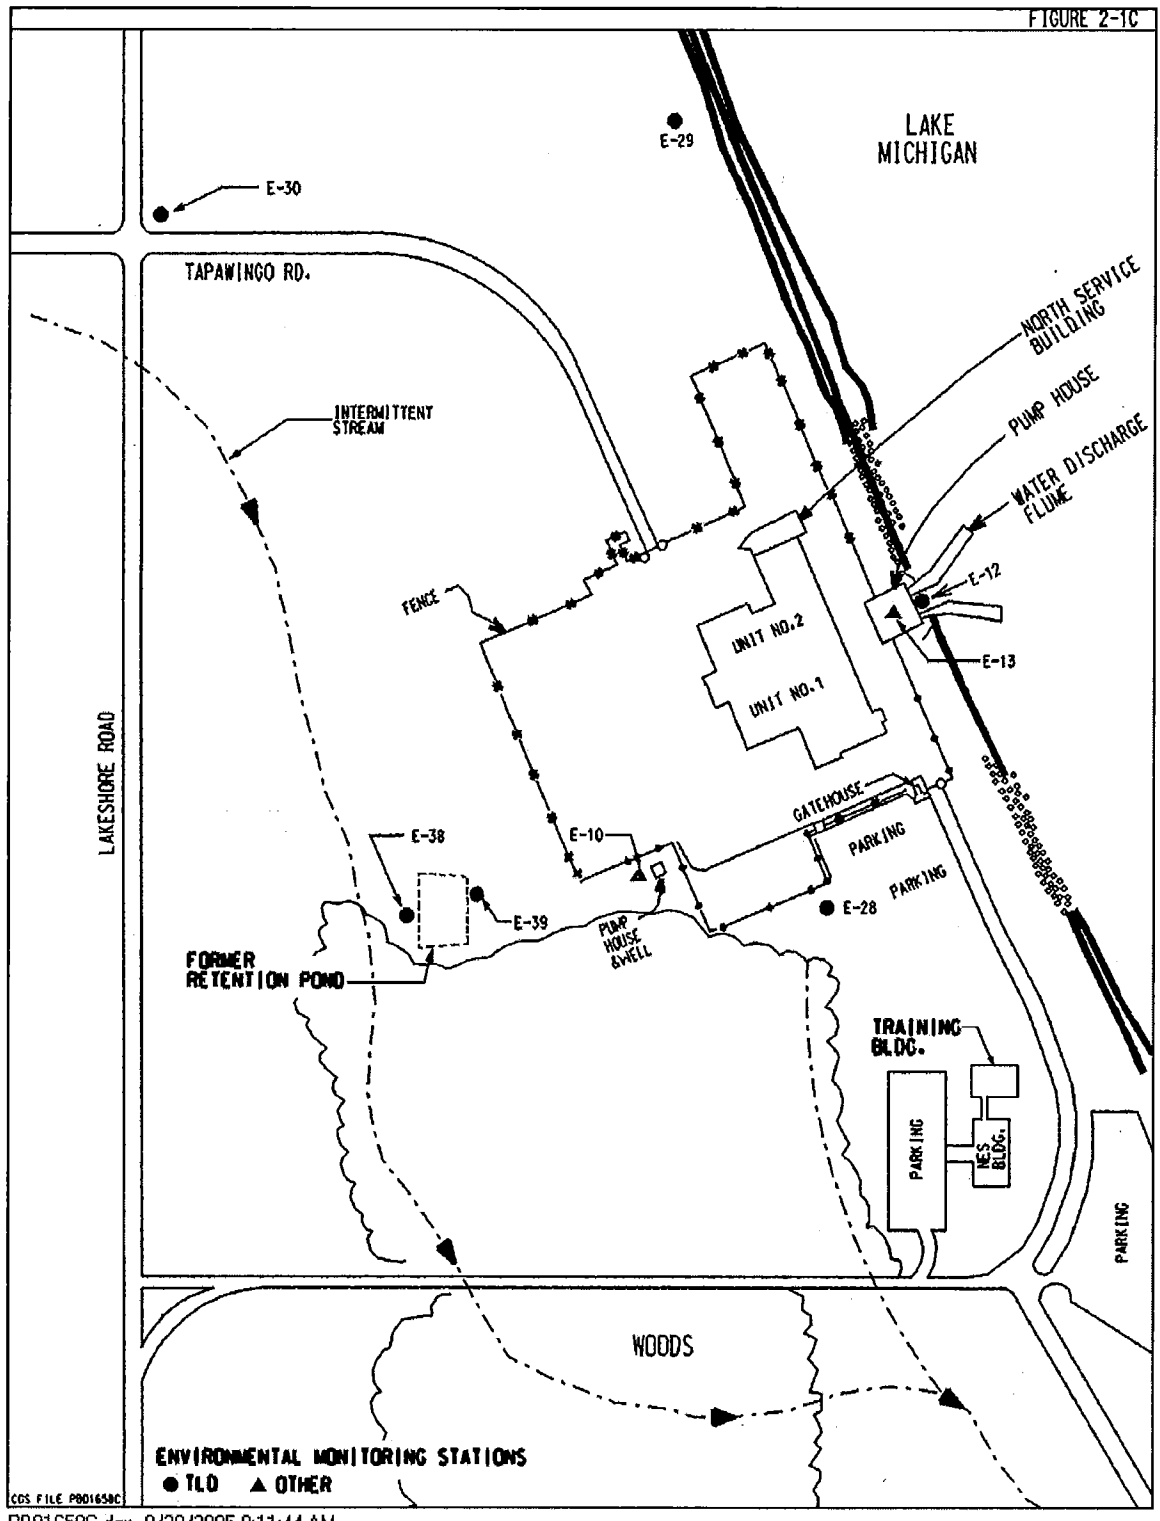 FIGURE 2-1C
LAKE
MICHIGAN
E-29
E-30
TAPAWINGO RD.
NORTH SERVICE
BUILDING
PUMP HOUSE
WATER DISCHARGE
FLUME
INTERMITTENT
STREAM
E-12
FENCE
UNIT NO.2
E-13
UNIT NO.1
LAKESHORE ROAD
GATEHOUSE
E-38
E-10
PARKING
PARKING
E-39
E-28
PUMP
HOUSE
&WELL
FORMER
RETENTION POND
TRAINING
BLDG.
PARKING
NES
BLDG.
PARKING
WOODS
ENVIRONMENTAL MONITORING STATIONS
TLD
OTHER
CGS FILE PB01658C